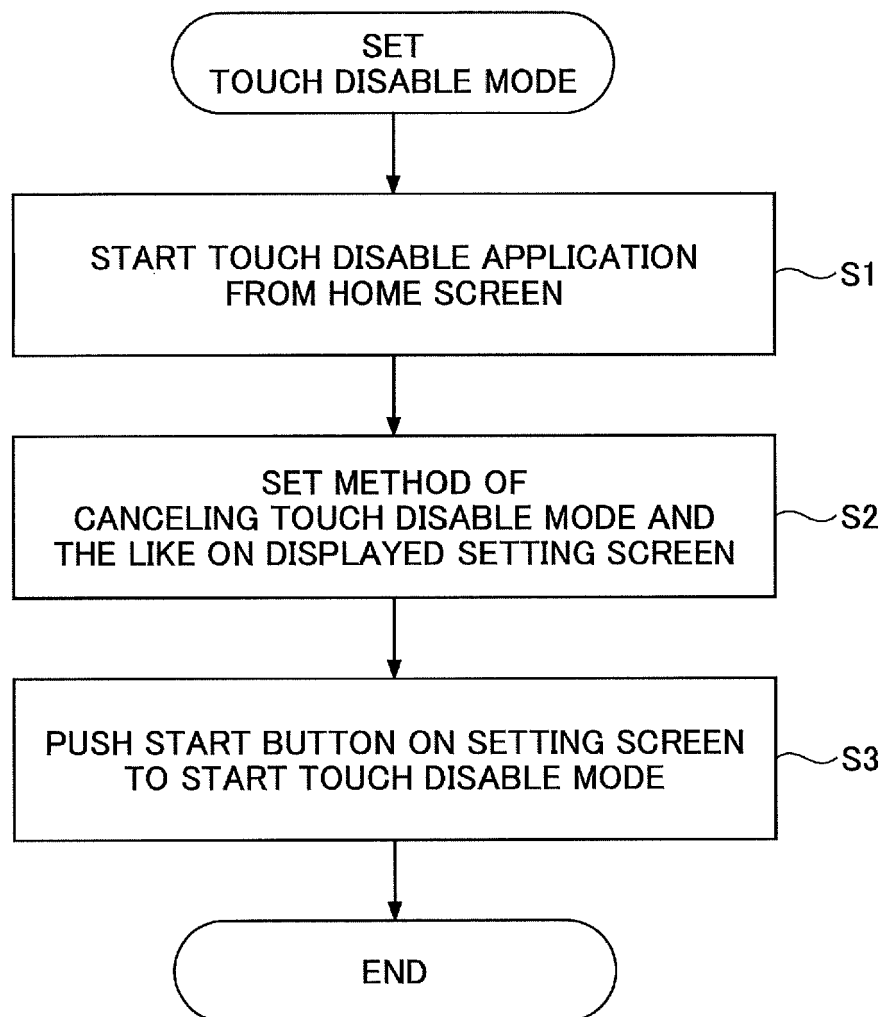 SET
TOUCH DISABLE MODE
START TOUCH DISABLE APPLICATION
FROM HOME SCREEN
S1
SET METHOD OF
CANCELING TOUCH DISABLE MODE AND
THE LIKE ON DISPLAYED SETTING SCREEN
S2
PUSH START BUTTON ON SETTING SCREEN
TO START TOUCH DISABLE MODE
S3
END